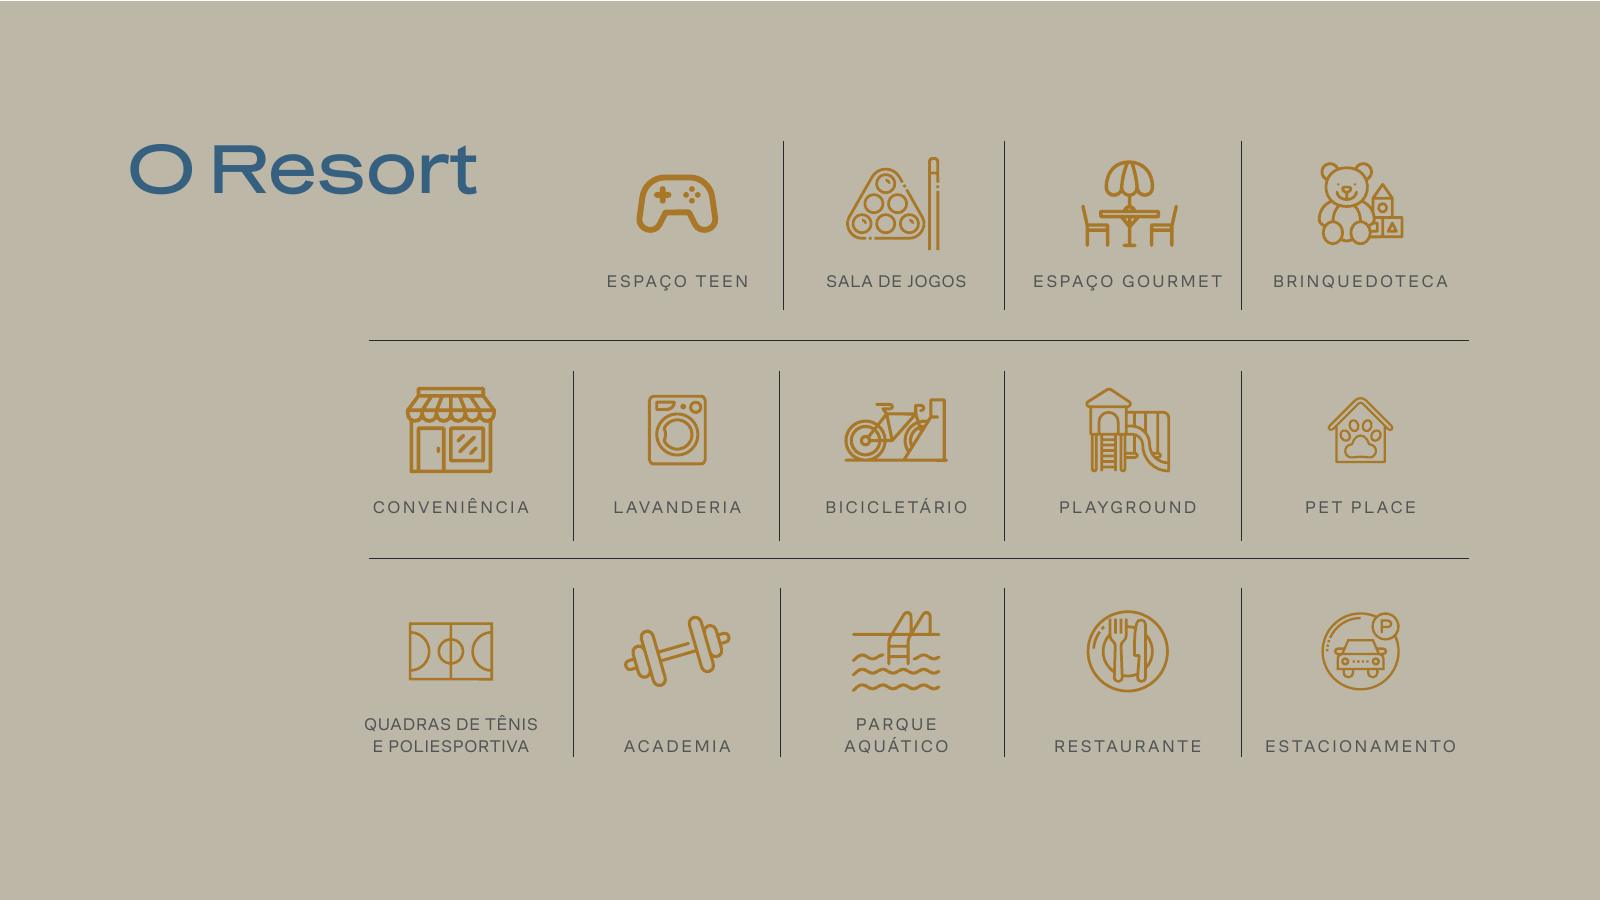 O Resort
ESPAÇO TEEN
SALA DE JOGOS
ESPAÇO GOURMET
BRINQUEDOTECA
CONVENIÊNCIA
LAVANDERIA
BICICLETÁRIO
PLAYGROUND
PET PLACE
QUADRAS DE TÊNIS
E POLIESPORTIVA
ACADEMIA
PARQUE
AQUÁTICO
RESTAURANTE
P
ESTACIONAMENTO